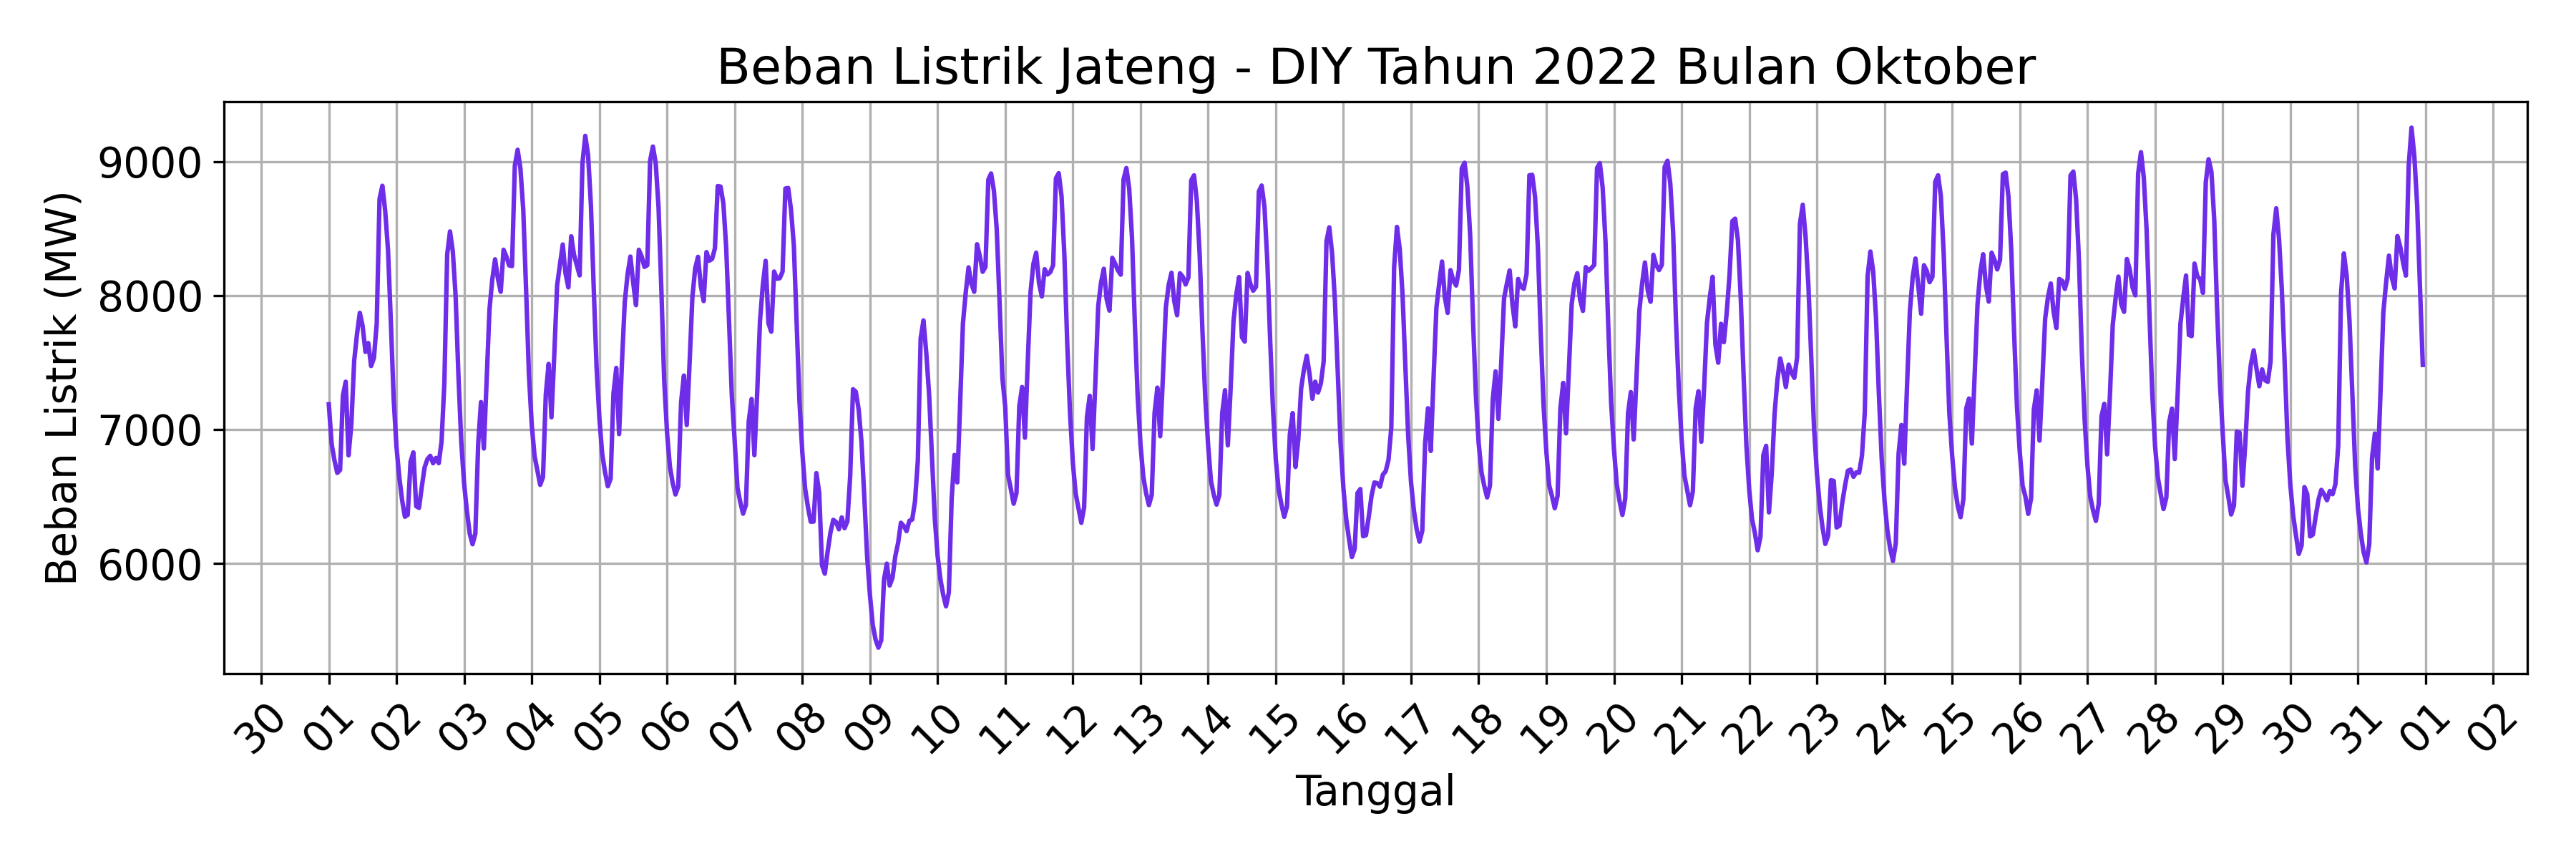 Beban Listrik Jateng - DIY Tahun 2022 Bulan Oktober
Beban Listrik (MW)
9000
8000
7000
6000
30 01 02 03 04 05 06 07 08 09 10 11 12 13 14 15 16 17 18 19 20 21 22 23 24 25 26 27 28 29 30 31 01 02
Tanggal